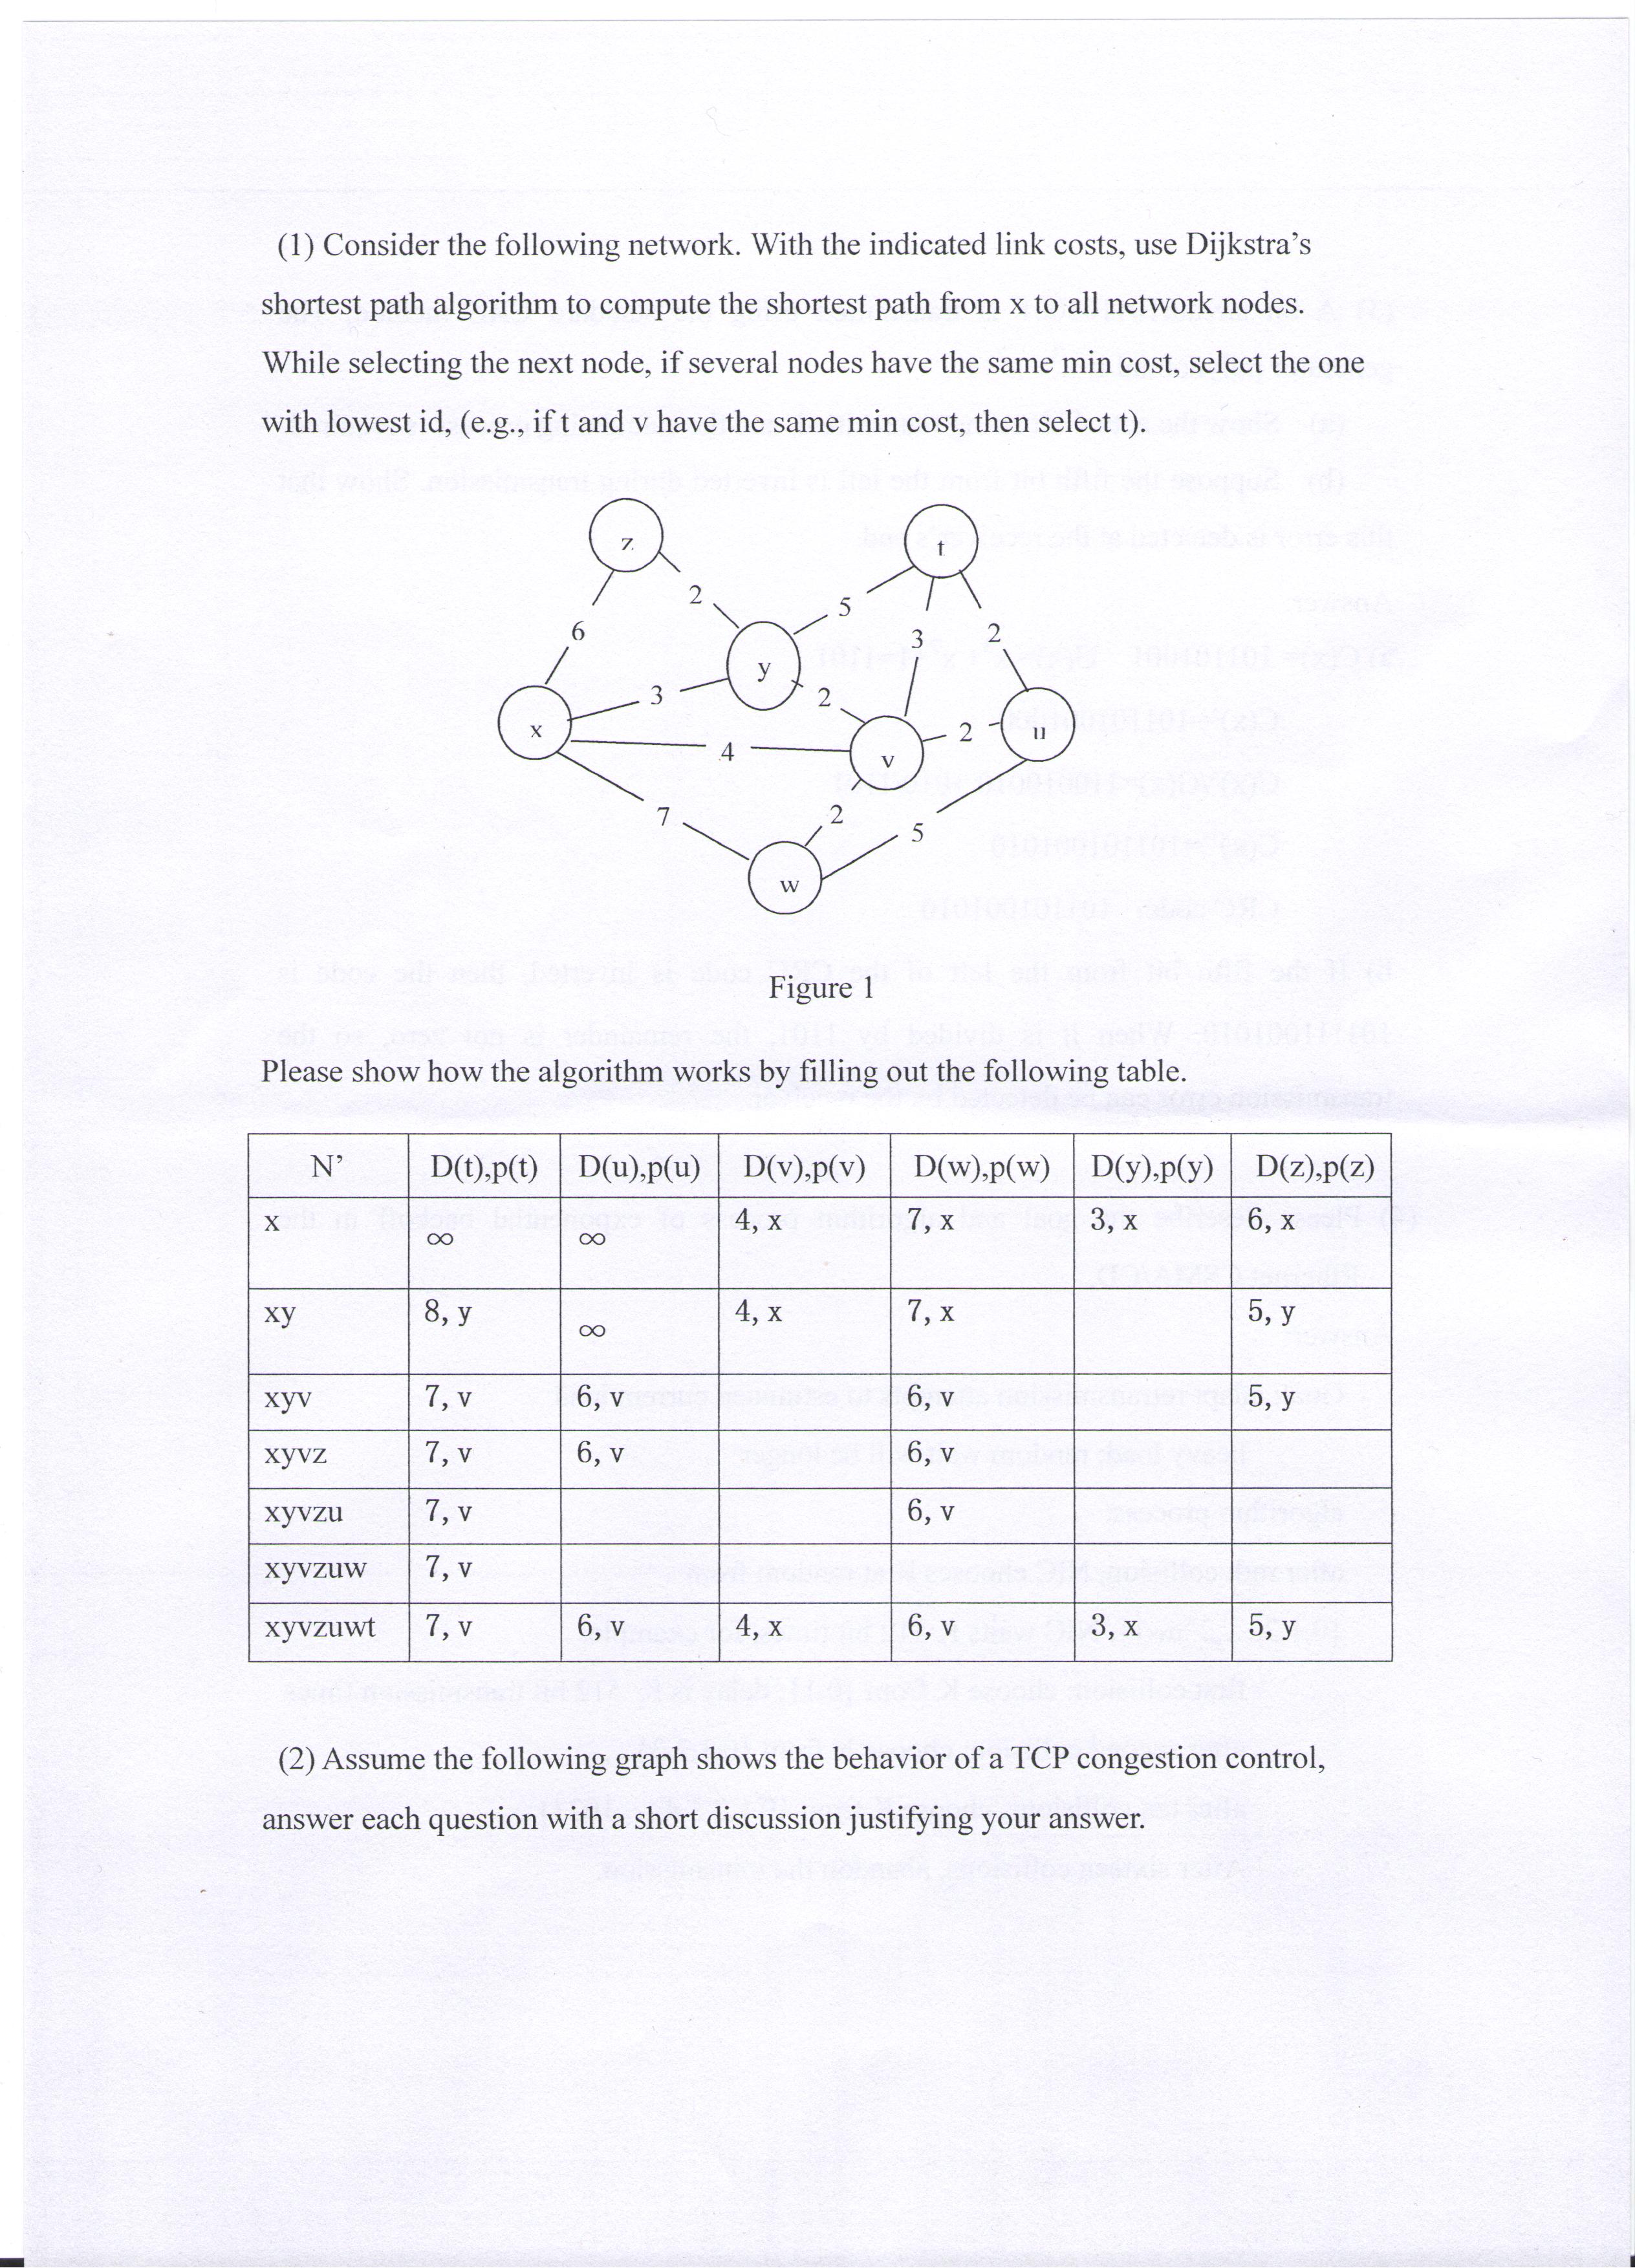 (1) Consider the following network. With the indicated link costs, use Dijkstra’s
shortest path algorithm to compute the shortest path from x to all network nodes.
While selecting the next node, if several nodes have the same min cost, select the one
with lowest id, (e.g., if t and v have the same min cost, then select t).
z
t
2
5
6
3
2
y
3
2
x
2
u
4
v
7
2
5
w
Figure 1
Please show how the algorithm works by filling out the following table.
N’ D(t),p(t) D(u),p(u) D(v),p(v) D(w),p(w) D(y),p(y) D(z),p(z)
x ∞ ∞ 4, x 7, x 3, x 6, x
xy 8, y ∞ 4, x 7, x 5, y
xyv 7, v 6, v 6, v 5, y
xyvz 7, v 6, v 6, v
xyvzu 7, v 6, v
xyvzuw 7, v
xyvzuwt 7, v 6, v 4, x 6, v 3, x 5, y
(2) Assume the following graph shows the behavior of a TCP congestion control,
answer each question with a short discussion justifying your answer.